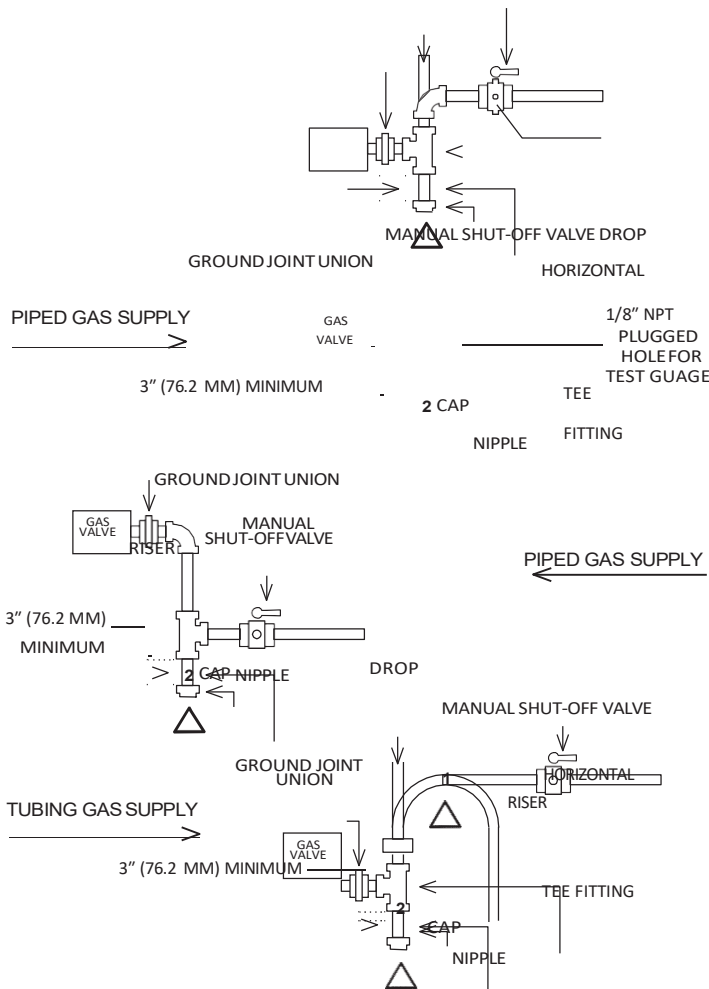 MANUAL SHUT-OFF VALVE DROP
GROUND JOINT UNION
HORIZONTAL
PIPED GAS SUPPLY
GAS
VALVE
1/8” NPT
PLUGGED
HOLE FOR
TEST GUAGE
3” (76.2 MM) MINIMUM
2 CAP
TEE
FITTING
NIPPLE
GROUND JOINT UNION
GAS
VALVE
RISER
MANUAL
SHUT-OFF VALVE
PIPED GAS SUPPLY
3” (76.2 MM)
MINIMUM
2 CAP NIPPLE
DROP
MANUAL SHUT-OFF VALVE
GROUND JOINT
UNION
1
HORIZONTAL
RISER
TUBING GAS SUPPLY
GAS
VALVE
3” (76.2 MM) MINIMUM
TEE FITTING
2
CAP
NIPPLE